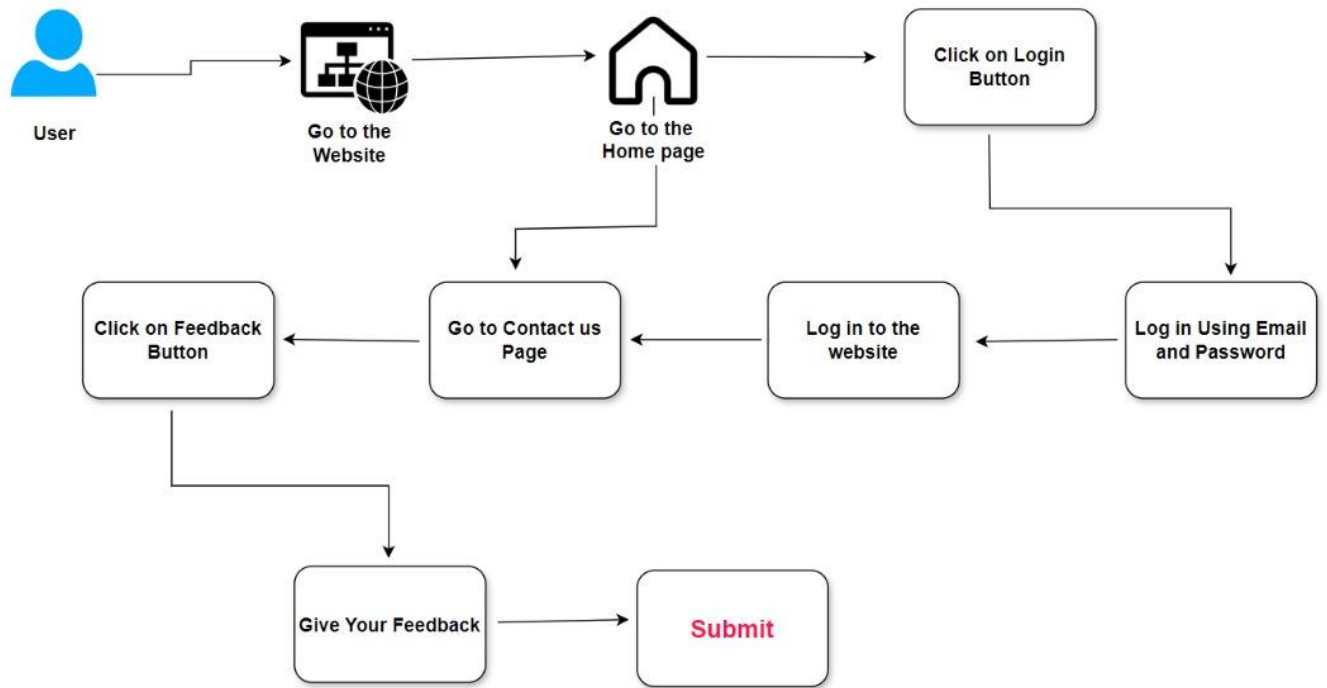 User
Go to the
Website
Go to the
Home page
Click on Login
Button
Click on Feedback
Button
Go to Contact us
Page
Log in to the
website
Log in Using Email
and Password
Give Your Feedback
Submit